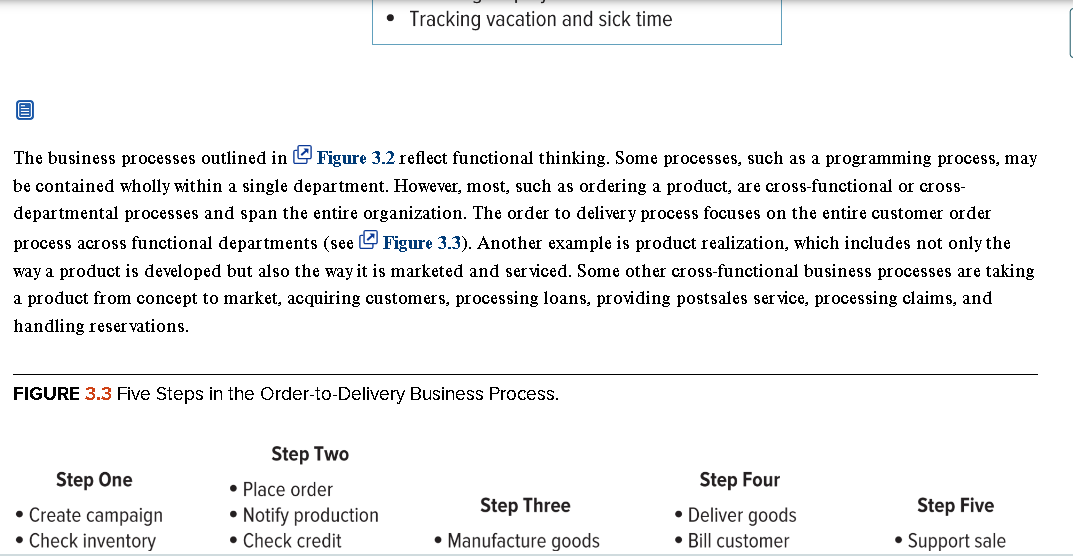 • Tracking vacation and sick time
The business processes outlined in Figure 3.2 reflect functional thinking. Some processes, such as a programming process, may
be contained wholly within a single department. However, most, such as ordering a product, are cross-functional or cross-
departmental processes and span the entire organization. The order to delivery process focuses on the entire customer order
process across functional departments (see Figure 3.3). Another example is product realization, which includes not only the
way a product is developed but also the way it is marketed and serviced. Some other cross-functional business processes are taking
a product from concept to market, acquiring customers, processing loans, providing postsales service, processing claims, and
handling reservations.
FIGURE 3.3 Five Steps in the Order-to-Delivery Business Process.
Step One
• Create campaign
• Check inventory
Step Two
• Place order
• Notify production
• Check credit
Step Three
• Manufacture goods
Step Four
• Deliver goods
• Bill customer
Step Five
• Support sale